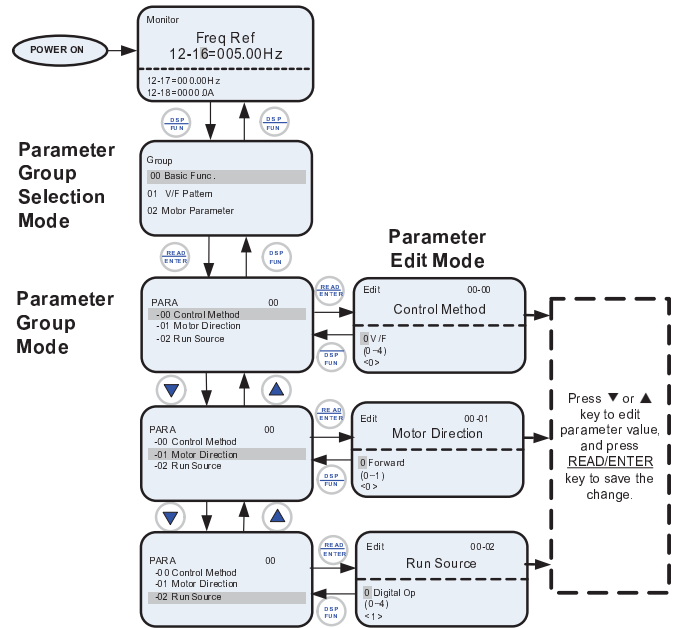 POWER ON
Monitor
Freq Ref
12-16=005.00Hz
12-17=000.00Hz
12-18=0000.0A
DSP
FUN
DSP
FUN
Parameter
Group
Selection
Mode
Group
00 Basic Func.
01 V/F Pattern
02 Motor Parameter
READ
ENTER
DSP
FUN
Parameter
Edit Mode
Parameter
Group
Mode
PARA 00
-00 Control Method
-01 Motor Direction
-02 Run Source
READ
ENTER
DSP
FUN
Edit 00-00
Control Method
0 V/F
(0~4)
<0>
PARA 00
-00 Control Method
-01 Motor Direction
-02 Run Source
READ
ENTER
DSP
FUN
Edit 00-01
Motor Direction
0 Forward
(0~1)
<0>
PARA 00
-00 Control Method
-01 Motor Direction
-02 Run Source
READ
ENTER
DSP
FUN
Edit 00-02
Run Source
0 Digital Op
(0~4)
<1>
Press ▼ or ▲
key to edit
parameter value,
and press
READ/ENTER
key to save the
change.